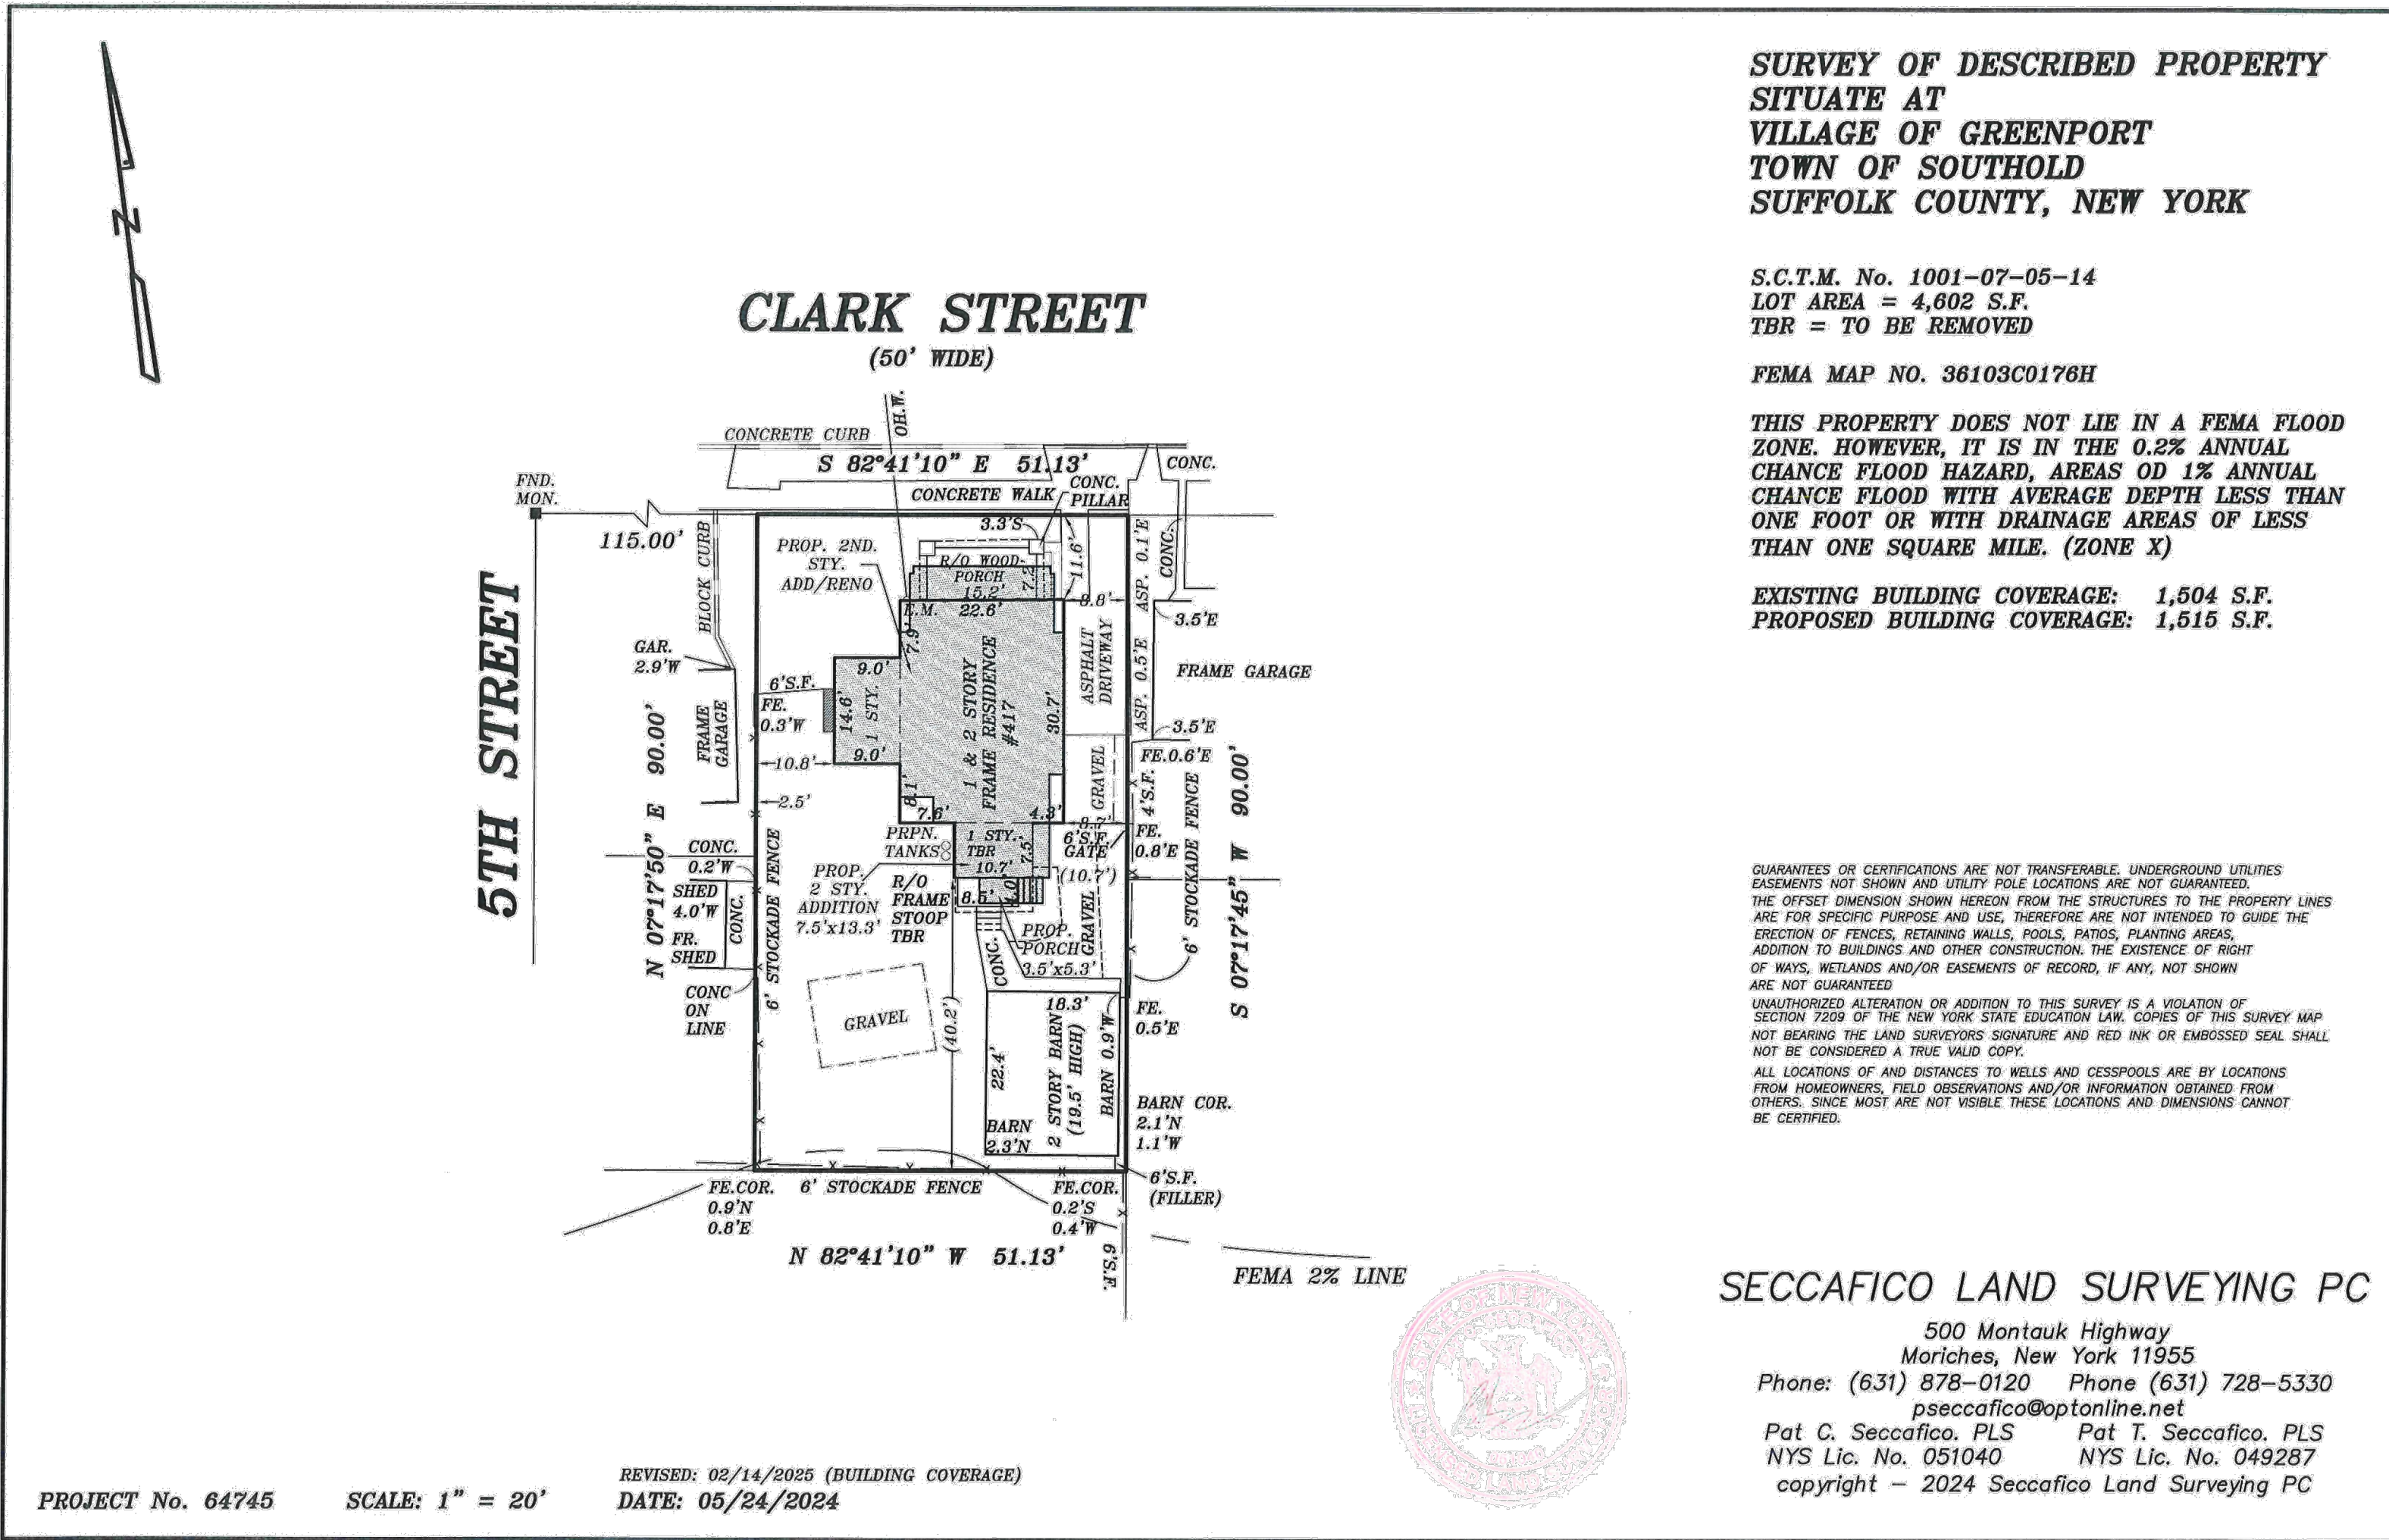 SURVEY OF DESCRIBED PROPERTY
SITUATE AT
VILLAGE OF GREENPORT
TOWN OF SOUTHOLD
SUFFOLK COUNTY, NEW YORK
S.C.T.M. No. 1001-07-05-14
LOT AREA = 4,602 S.F.
TBR = TO BE REMOVED
FEMA MAP NO. 36103C0176H
THIS PROPERTY DOES NOT LIE IN A FEMA FLOOD
ZONE. HOWEVER, IT IS IN THE 0.2% ANNUAL
CHANCE FLOOD HAZARD, AREAS OD 1% ANNUAL
CHANCE FLOOD WITH AVERAGE DEPTH LESS THAN
ONE FOOT OR WITH DRAINAGE AREAS OF LESS
THAN ONE SQUARE MILE. (ZONE X)
EXISTING BUILDING COVERAGE: 1,504 S.F.
PROPOSED BUILDING COVERAGE: 1,515 S.F.
N
CLARK STREET
(50' WIDE)
OH.W.
CONCRETE CURB
S 82°41'10" E 51.13'
CONC.
FND.
MON.
CONCRETE WALK
CONC.
PILLAR
115.00'
BLOCK CURB
3.3'S
11.6'
ASP. 0.1'E
CONC.
PROP. 2ND.
STY.
ADD/RENO
R/O WOOD
PORCH
15.2'
7.2
E.M.
22.6'
8.8'
3.5'E
7.9'
GAR.
2.9'W
9.0'
6'S.F.
FE.
0.3'W
14.6'
1 STY.
1 & 2 STORY
FRAME RESIDENCE
#417
30.7'
ASPHALT
DRIVEWAY
ASP. 0.5'E
FRAME GARAGE
3.5'E
FE.0.6'E
5TH STREET
N 07°17'50" E 90.00'
FRAME
GARAGE
10.8'
9.0'
2.5'
8.1'
7.6'
4.3'
GRAVEL
4'S.F.
8.7'
6'S.F.
GATE
FE.
0.8'E
6' STOCKADE FENCE
S 07°17'45" W 90.00'
PRPN.
TANKS
1 STY.
TBR
10.7'
7.5'
(10.7')
CONC.
0.2'W
SHED
4.0'W
CONC.
FR.
SHED
6' STOCKADE FENCE
PROP.
2 STY.
ADDITION
7.5'x13.3'
R/O
FRAME
STOOP
TBR
8.5'
4.0'
PROP.
PORCH
3.5'x5.3'
GRAVEL
CONC.
CONC
ON
LINE
GRAVEL
(40.2')
18.3'
22.4'
2 STORY BARN
(19.5' HIGH)
BARN 0.9'W
FE.
0.5'E
BARN
2.3'N
BARN COR.
2.1'N
1.1'W
FE.COR.
0.9'N
0.8'E
6' STOCKADE FENCE
FE.COR.
0.2'S
0.4'W
6'S.F.
(FILLER)
N 82°41'10" W 51.13'
6'S.F.
FEMA 2% LINE
GUARANTEES OR CERTIFICATIONS ARE NOT TRANSFERABLE. UNDERGROUND UTILITIES
EASEMENTS NOT SHOWN AND UTILITY POLE LOCATIONS ARE NOT GUARANTEED.
THE OFFSET DIMENSION SHOWN HEREON FROM THE STRUCTURES TO THE PROPERTY LINES
ARE FOR SPECIFIC PURPOSE AND USE, THEREFORE ARE NOT INTENDED TO GUIDE THE
ERECTION OF FENCES, RETAINING WALLS, POOLS, PATIOS, PLANTING AREAS,
ADDITION TO BUILDINGS AND OTHER CONSTRUCTION. THE EXISTENCE OF RIGHT
OF WAYS, WETLANDS AND/OR EASEMENTS OF RECORD, IF ANY, NOT SHOWN
ARE NOT GUARANTEED
UNAUTHORIZED ALTERATION OR ADDITION TO THIS SURVEY IS A VIOLATION OF
SECTION 7209 OF THE NEW YORK STATE EDUCATION LAW. COPIES OF THIS SURVEY MAP
NOT BEARING THE LAND SURVEYORS SIGNATURE AND RED INK OR EMBOSSED SEAL SHALL
NOT BE CONSIDERED A TRUE VALID COPY.
ALL LOCATIONS OF AND DISTANCES TO WELLS AND CESSPOOLS ARE BY LOCATIONS
FROM HOMEOWNERS, FIELD OBSERVATIONS AND/OR INFORMATION OBTAINED FROM
OTHERS. SINCE MOST ARE NOT VISIBLE THESE LOCATIONS AND DIMENSIONS CANNOT
BE CERTIFIED.
SECCAFICO LAND SURVEYING PC
500 Montauk Highway
Moriches, New York 11955
Phone: (631) 878-0120 Phone (631) 728-5330
pseccafico@optonline.net
Pat C. Seccafico. PLS Pat T. Seccafico. PLS
NYS Lic. No. 051040 NYS Lic. No. 049287
copyright - 2024 Seccafico Land Surveying PC
STATE OF NEW YORK
REVISED: 02/14/2025 (BUILDING COVERAGE)
PROJECT No. 64745 SCALE: 1" = 20' DATE: 05/24/2024